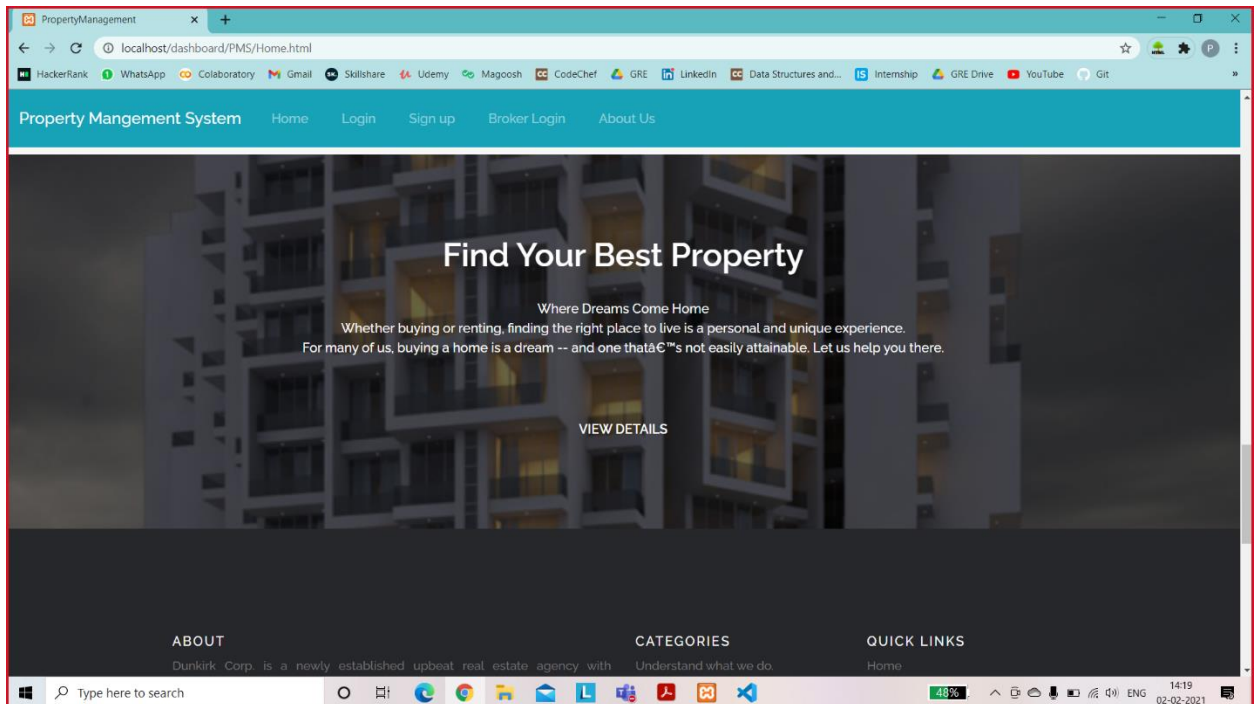 PropertyManagement
localhost/dashboard/PMS/Home.html
P
HackerRank WhatsApp Colaboratory Gmail Skillshare Udemy Magoosh CodeChef GRE LinkedIn Data Structures and... Internship GRE Drive YouTube Git »
Property Mangement System Home Login Sign up Broker Login About Us
Find Your Best Property
Where Dreams Come Home
Whether buying or renting, finding the right place to live is a personal and unique experience.
For many of us, buying a home is a dream -- and one thatâ€™s not easily attainable. Let us help you there.
VIEW DETAILS
ABOUT CATEGORIES QUICK LINKS
Dunkirk Corp. is a newly established upbeat real estate agency with Understand what we do. Home
Type here to search 48% ENG 14:19
02-02-2021